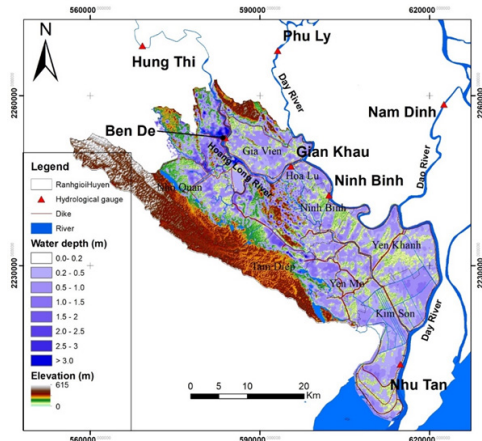 560000 590000 620000
N
Phu Ly
Hung Thi
2260000
Day River
Nam Dinh
Ben De
Gia Vien
Gian Khau
Dao River
Legend
RanghioiHuyen
Hydrological gauge
Dike
River
Hoang Long River
Hoa Lu
Nho Quan
Ninh Binh
Ninh Binh
Water depth (m)
0.0- 0.2
0.2 - 0.5
0.5 - 1.0
1.0 - 1.5
1.5 - 2
2.0 - 2.5
2.5 - 3
> 3.0
Yen Khanh
2230000
2230000
Tam Diep
Yen Mo
Kim Son
Day River
Elevation (m)
615
0
0 5 10 20
Km
Nhu Tan
560000 590000 620000